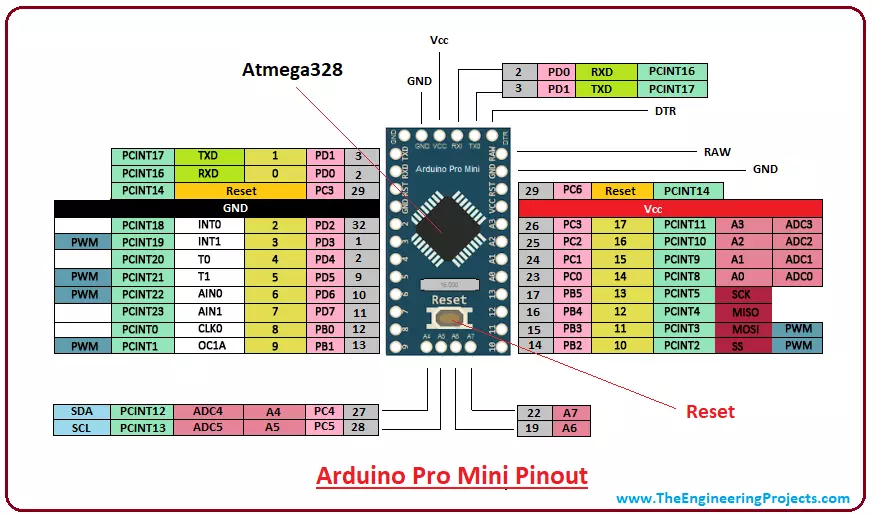 Vcc
Atmega328
GND
2 PD0 RXD PCINT16
3 PD1 TXD PCINT17
DTR
GND GND VCC RXI TX0 DTR
PCINT17 TXD 1 PD1 3
PCINT16 RXD 0 PD0 2
PCINT14 Reset PC3 29
GND
PCINT18 INT0 2 PD2 32
PWM PCINT19 INT1 3 PD3 1
PCINT20 T0 4 PD4 2
PWM PCINT21 T1 5 PD5 9
PWM PCINT22 AIN0 6 PD6 10
PCINT23 AIN1 7 PD7 11
PCINT0 CLK0 8 PB0 12
PWM PCINT1 OC1A 9 PB1 13
TXD
RXD
RST
GND
2
3
4
5
6
7
8
9
Arduino Pro Mini
16.000
Reset
A4 A5 A6 A7
RAW
GND
RST
VCC
A3
A2
A1
A0
13
12
11
10
RAW
GND
29 PC6 Reset PCINT14
Vcc
26 PC3 17 PCINT11 A3 ADC3
25 PC2 16 PCINT10 A2 ADC2
24 PC1 15 PCINT9 A1 ADC1
23 PC0 14 PCINT8 A0 ADC0
17 PB5 13 PCINT5 SCK
16 PB4 12 PCINT4 MISO
15 PB3 11 PCINT3 MOSI PWM
14 PB2 10 PCINT2 SS PWM
SDA PCINT12 ADC4 A4 PC4 27
SCL PCINT13 ADC5 A5 PC5 28
22 A7
19 A6
Reset
Arduino Pro Mini Pinout
www.TheEngineeringProjects.com